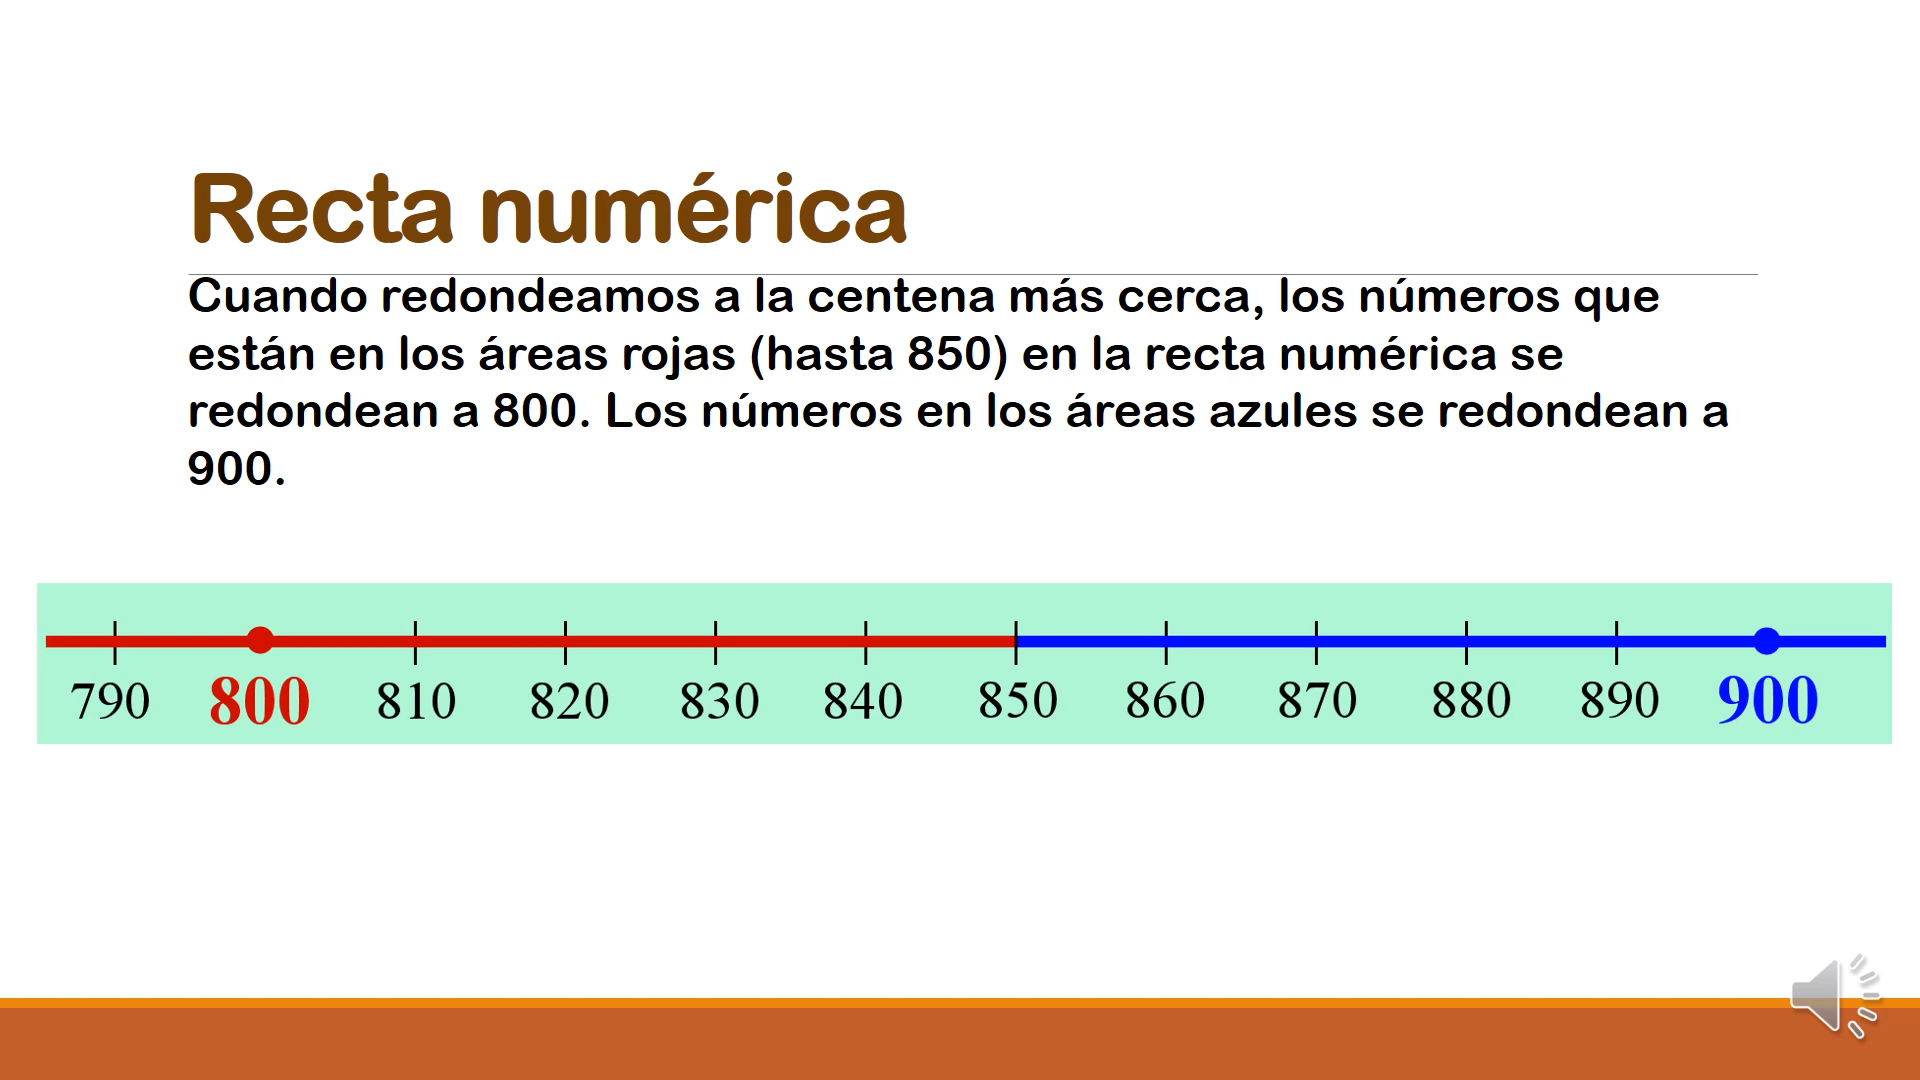 Recta numérica
Cuando redondeamos a la centena más cerca, los números que
están en los áreas rojas (hasta 850) en la recta numérica se
redondean a 800. Los números en los áreas azules se redondean a
900.
790 800 810 820 830 840 850 860 870 880 890 900